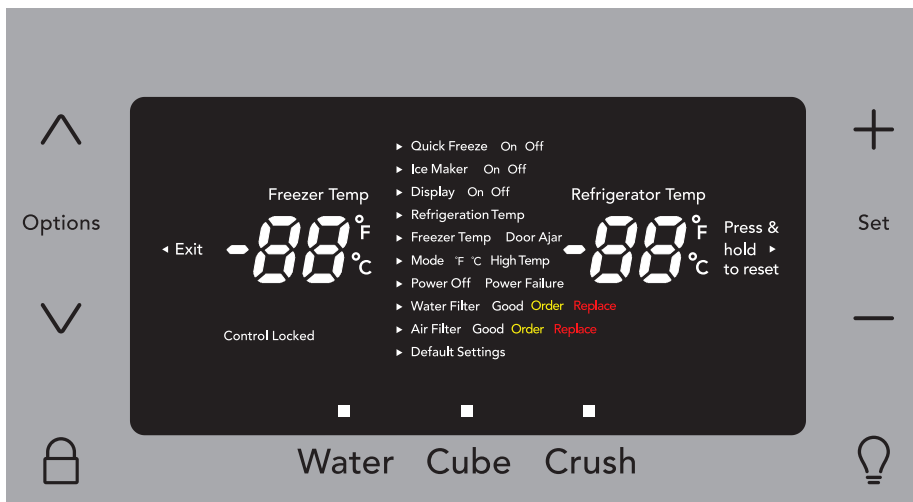 Options
◂ Exit
Freezer Temp
-88°F °C
Control Locked
▸ Quick Freeze On Off
▸ Ice Maker On Off
▸ Display On Off
▸ Refrigeration Temp
▸ Freezer Temp Door Ajar
▸ Mode °F °C High Temp
▸ Power Off Power Failure
▸ Water Filter Good Order Replace
▸ Air Filter Good Order Replace
▸ Default Settings
Refrigerator Temp
-88°F °C
Press &
hold ▸
to reset
Set
Water Cube Crush